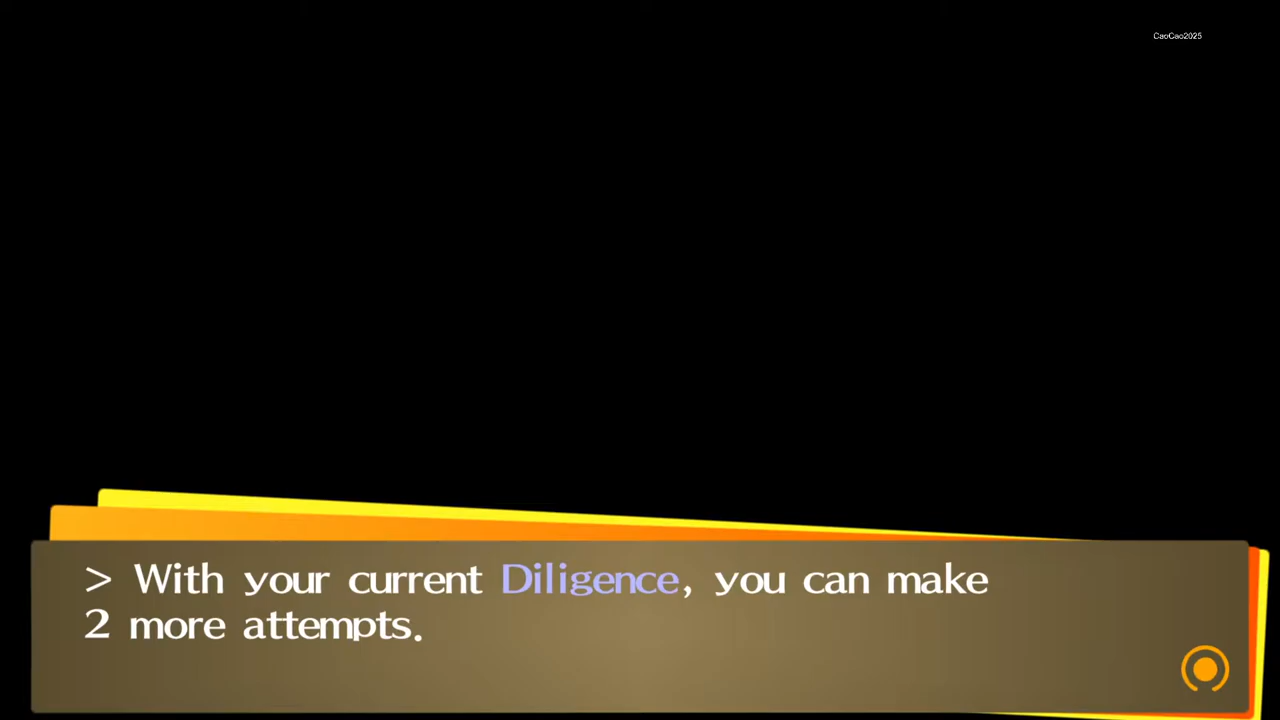 CaoCao2025
> With your current Diligence, you can make
2 more attempts.